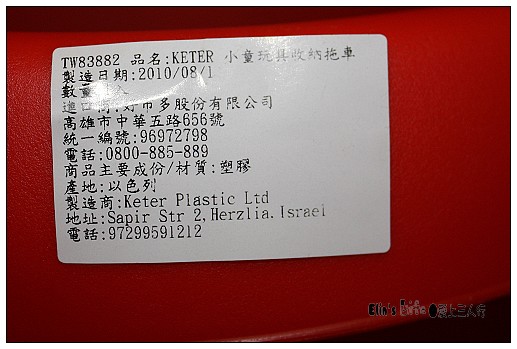 TW83882 品名:KETER 小童玩具收納拖車
製造日期:2010/08/1
數量
進口商:好市多股份有限公司
高雄市中華五路656號
統一編號:96972798
電話:0800-885-889
商品主要成份/材質:塑膠
產地:以色列
製造商:Keter Plastic Ltd
地址:Sapir Str 2,Herzlia.Israel
電話:97299591212